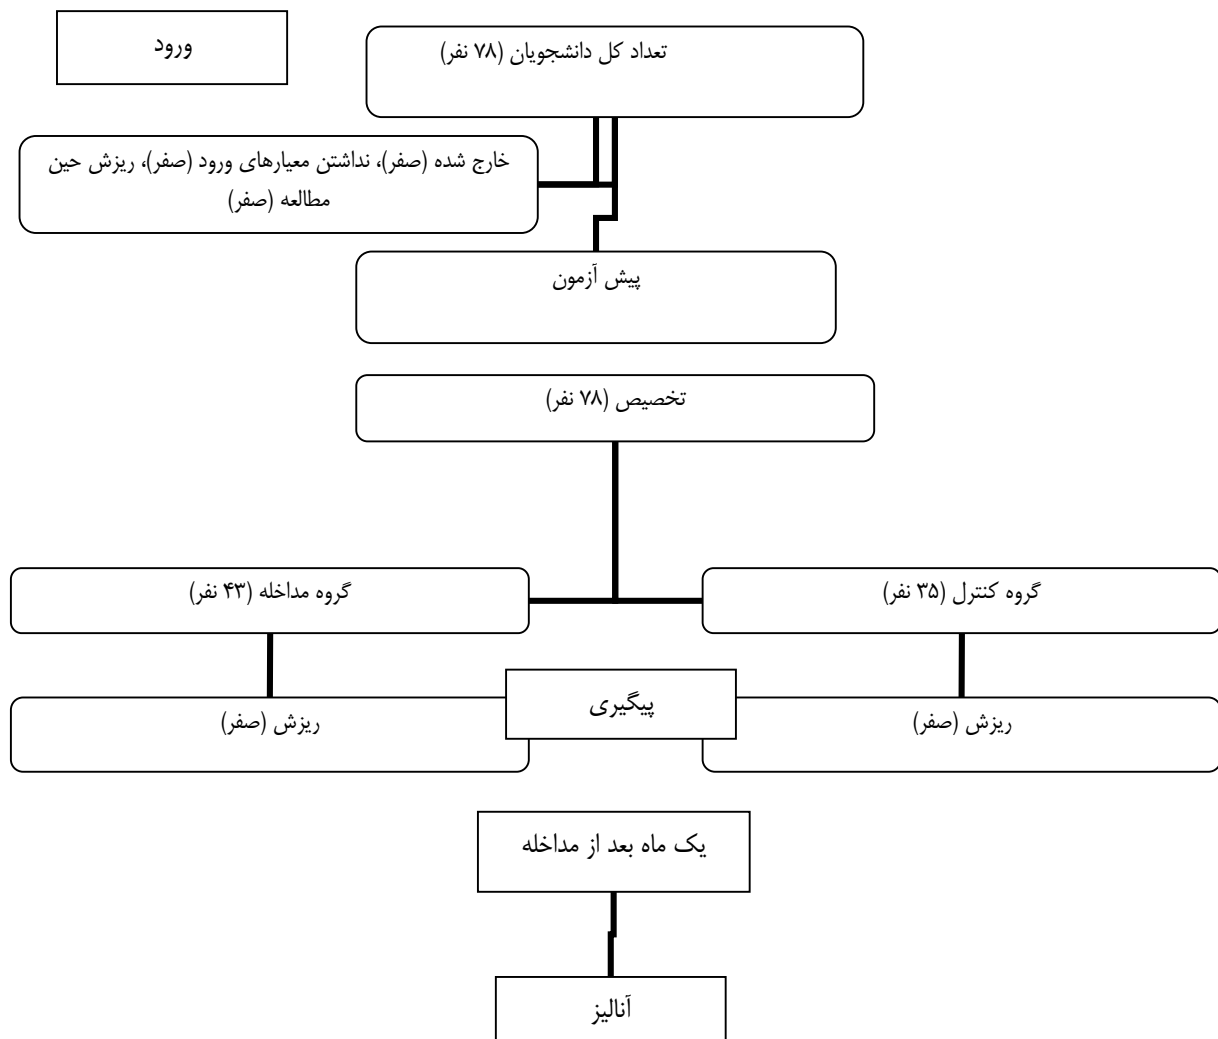 ورود
تعداد کل دانشجویان (۷۸ نفر)
خارج شده (صفر)، نداشتن معیارهای ورود (صفر)، ریزش حین
مطالعه (صفر)
پیش آزمون
تخصیص (۷۸ نفر)
گروه کنترل (۳۵ نفر)
گروه مداخله (۴۳ نفر)
پیگیری
ریزش (صفر)
ریزش (صفر)
یک ماه بعد از مداخله
آنالیز